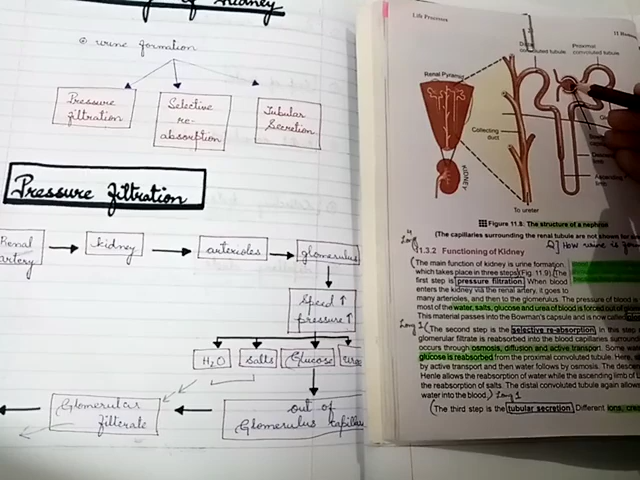 of Kidney
urine formation
Pressure
filtration
Selective
re-
absorption
Tubular
Secretion
Pressure filtration
Renal
artery
kidney
arterioles
glomerulus
Speed ↑
pressure ↑
H₂O
salts
Glucose
urea
Glomerular
filterate
out of
Glomerulus capillar
Life Processes
convoluted tubule
Proximal
convoluted tubule
Renal Pyramid
Collecting
duct
KIDNEY
To ureter
Figure 11.8: The structure of a nephron
(The capillaries surrounding the renal tubule are not shown for
11.3.2 Functioning of Kidney
Q] How urine is
(The main function of kidney is urine formation,
which takes place in three steps (Fig. 11.9). The
first step is pressure filtration. When blood
enters the kidney via the renal artery, it goes to
many arterioles, and then to the glomerulus. The pressure of blood is
most of the water, salts, glucose and urea of blood is forced out of
This material passes into the Bowman's capsule and is now called
(The second step is the selective re-absorption. In this step
glomerular filtrate is reabsorbed into the blood capillaries
occurs through osmosis, diffusion and active transport. Some
glucose is reabsorbed from the proximal convoluted tubule. Here,
by active transport and then water follows by osmosis. The
Henle allows the reabsorption of water while the ascending limb of
the reabsorption of salts. The distal convoluted tubule again
water into the blood.)
(The third step is the tubular secretion. Different ions,